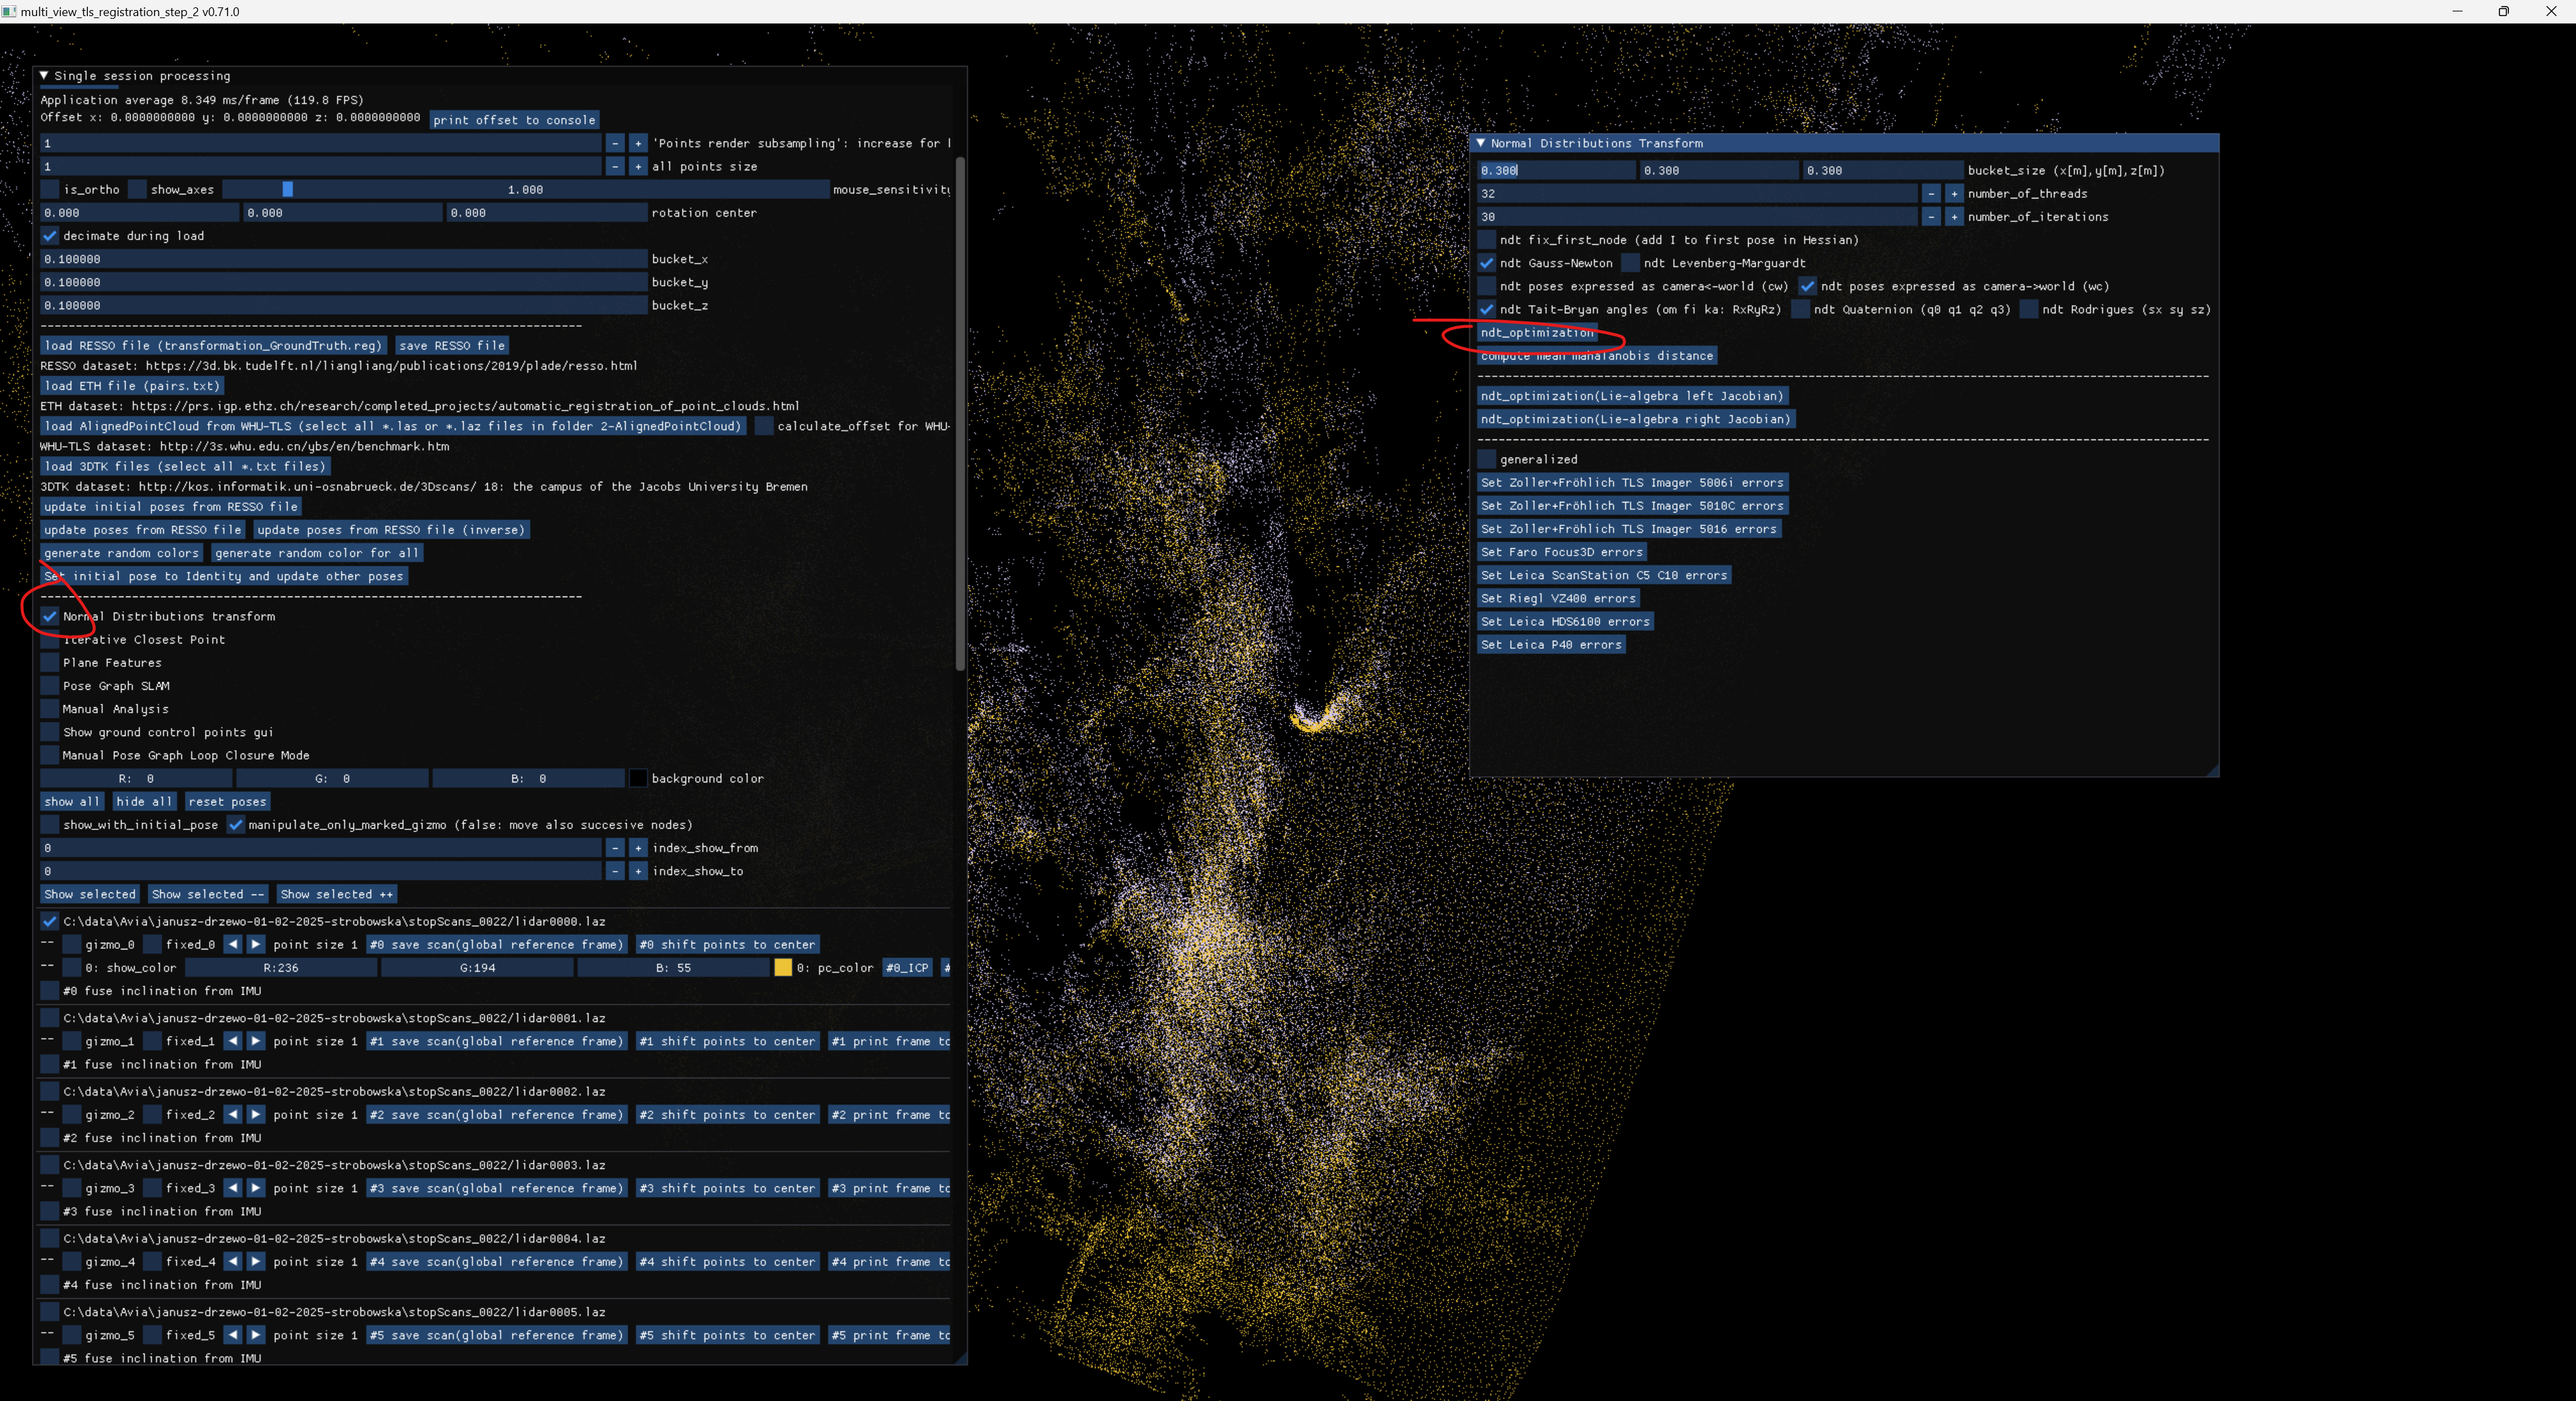 multi_view_tls_registration_step_2 v0.71.0
Single session processing
Application average 8.349 ms/frame (119.8 FPS)
Offset x: 0.0000000000 y: 0.0000000000 z: 0.0000000000 print offset to console
1 - + 'Points render subsampling': increase for
1 - + all points size
is_ortho show_axes 1.000 mouse_sensitivity
0.000 0.000 0.000 rotation center
decimate during load
0.100000 bucket_x
0.100000 bucket_y
0.100000 bucket_z
-----------------------------------------------------------------------------
load RESSO file (transformation_GroundTruth.reg) save RESSO file
RESSO dataset: https://3d.bk.tudelft.nl/liangliang/publications/2019/plade/resso.html
load ETH file (pairs.txt)
ETH dataset: https://prs.igp.ethz.ch/research/completed_projects/automatic_registration_of_point_clouds.html
load AlignedPointCloud from WHU-TLS (select all *.las or *.laz files in folder 2-AlignedPointCloud) calculate_offset for WHU-
WHU-TLS dataset: http://3s.whu.edu.cn/ybs/en/benchmark.htm
load 3DTK files (select all *.txt files)
3DTK dataset: http://kos.informatik.uni-osnabrueck.de/3Dscans/ 18: the campus of the Jacobs University Bremen
update initial poses from RESSO file
update poses from RESSO file update poses from RESSO file (inverse)
generate random colors generate random color for all
Set initial pose to Identity and update other poses
-----------------------------------------------------------------------------
Normal Distributions transform
Iterative Closest Point
Plane Features
Pose Graph SLAM
Manual Analysis
Show ground control points gui
Manual Pose Graph Loop Closure Mode
R: 0 G: 0 B: 0 background color
show all hide all reset poses
show_with_initial_pose manipulate_only_marked_gizmo (false: move also succesive nodes)
0 - + index_show_from
0 - + index_show_to
Show selected Show selected -- Show selected ++
C:\data\Avia\janusz-drzewo-01-02-2025-strobowska\stopScans_0022/lidar0000.laz
-- gizmo_0 fixed_0 point size 1 #0 save scan(global reference frame) #0 shift points to center
-- 0: show_color R:236 G:194 B: 55 0: pc_color #0_ICP #
#0 fuse inclination from IMU
C:\data\Avia\janusz-drzewo-01-02-2025-strobowska\stopScans_0022/lidar0001.laz
-- gizmo_1 fixed_1 point size 1 #1 save scan(global reference frame) #1 shift points to center #1 print frame to
#1 fuse inclination from IMU
C:\data\Avia\janusz-drzewo-01-02-2025-strobowska\stopScans_0022/lidar0002.laz
-- gizmo_2 fixed_2 point size 1 #2 save scan(global reference frame) #2 shift points to center #2 print frame to
#2 fuse inclination from IMU
C:\data\Avia\janusz-drzewo-01-02-2025-strobowska\stopScans_0022/lidar0003.laz
-- gizmo_3 fixed_3 point size 1 #3 save scan(global reference frame) #3 shift points to center #3 print frame to
#3 fuse inclination from IMU
C:\data\Avia\janusz-drzewo-01-02-2025-strobowska\stopScans_0022/lidar0004.laz
-- gizmo_4 fixed_4 point size 1 #4 save scan(global reference frame) #4 shift points to center #4 print frame to
#4 fuse inclination from IMU
C:\data\Avia\janusz-drzewo-01-02-2025-strobowska\stopScans_0022/lidar0005.laz
-- gizmo_5 fixed_5 point size 1 #5 save scan(global reference frame) #5 shift points to center #5 print frame to
#5 fuse inclination from IMU
Normal Distributions Transform
0.300 0.300 0.300 bucket_size (x[m],y[m],z[m])
32 - + number_of_threads
30 - + number_of_iterations
ndt fix_first_node (add I to first pose in Hessian)
ndt Gauss-Newton ndt Levenberg-Marguardt
ndt poses expressed as camera<-world (cw) ndt poses expressed as camera->world (wc)
ndt Tait-Bryan angles (om fi ka: RxRyRz) ndt Quaternion (q0 q1 q2 q3) ndt Rodrigues (sx sy sz)
ndt_optimization
compute mean mahalanobis distance
--------------------------------------------------------------------------------------------------------
ndt_optimization(Lie-algebra left Jacobian)
ndt_optimization(Lie-algebra right Jacobian)
--------------------------------------------------------------------------------------------------------
generalized
Set Zoller+Fröhlich TLS Imager 5006i errors
Set Zoller+Fröhlich TLS Imager 5010C errors
Set Zoller+Fröhlich TLS Imager 5016 errors
Set Faro Focus3D errors
Set Leica ScanStation C5 C10 errors
Set Riegl VZ400 errors
Set Leica HDS6100 errors
Set Leica P40 errors